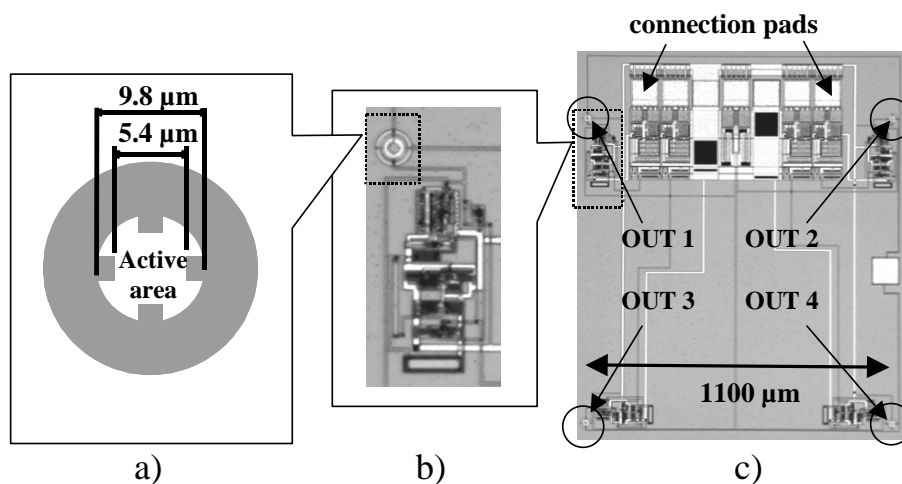 connection pads
9.8 µm
5.4 µm
Active
area
OUT 1
OUT 2
OUT 3
OUT 4
1100 µm
a)
b)
c)